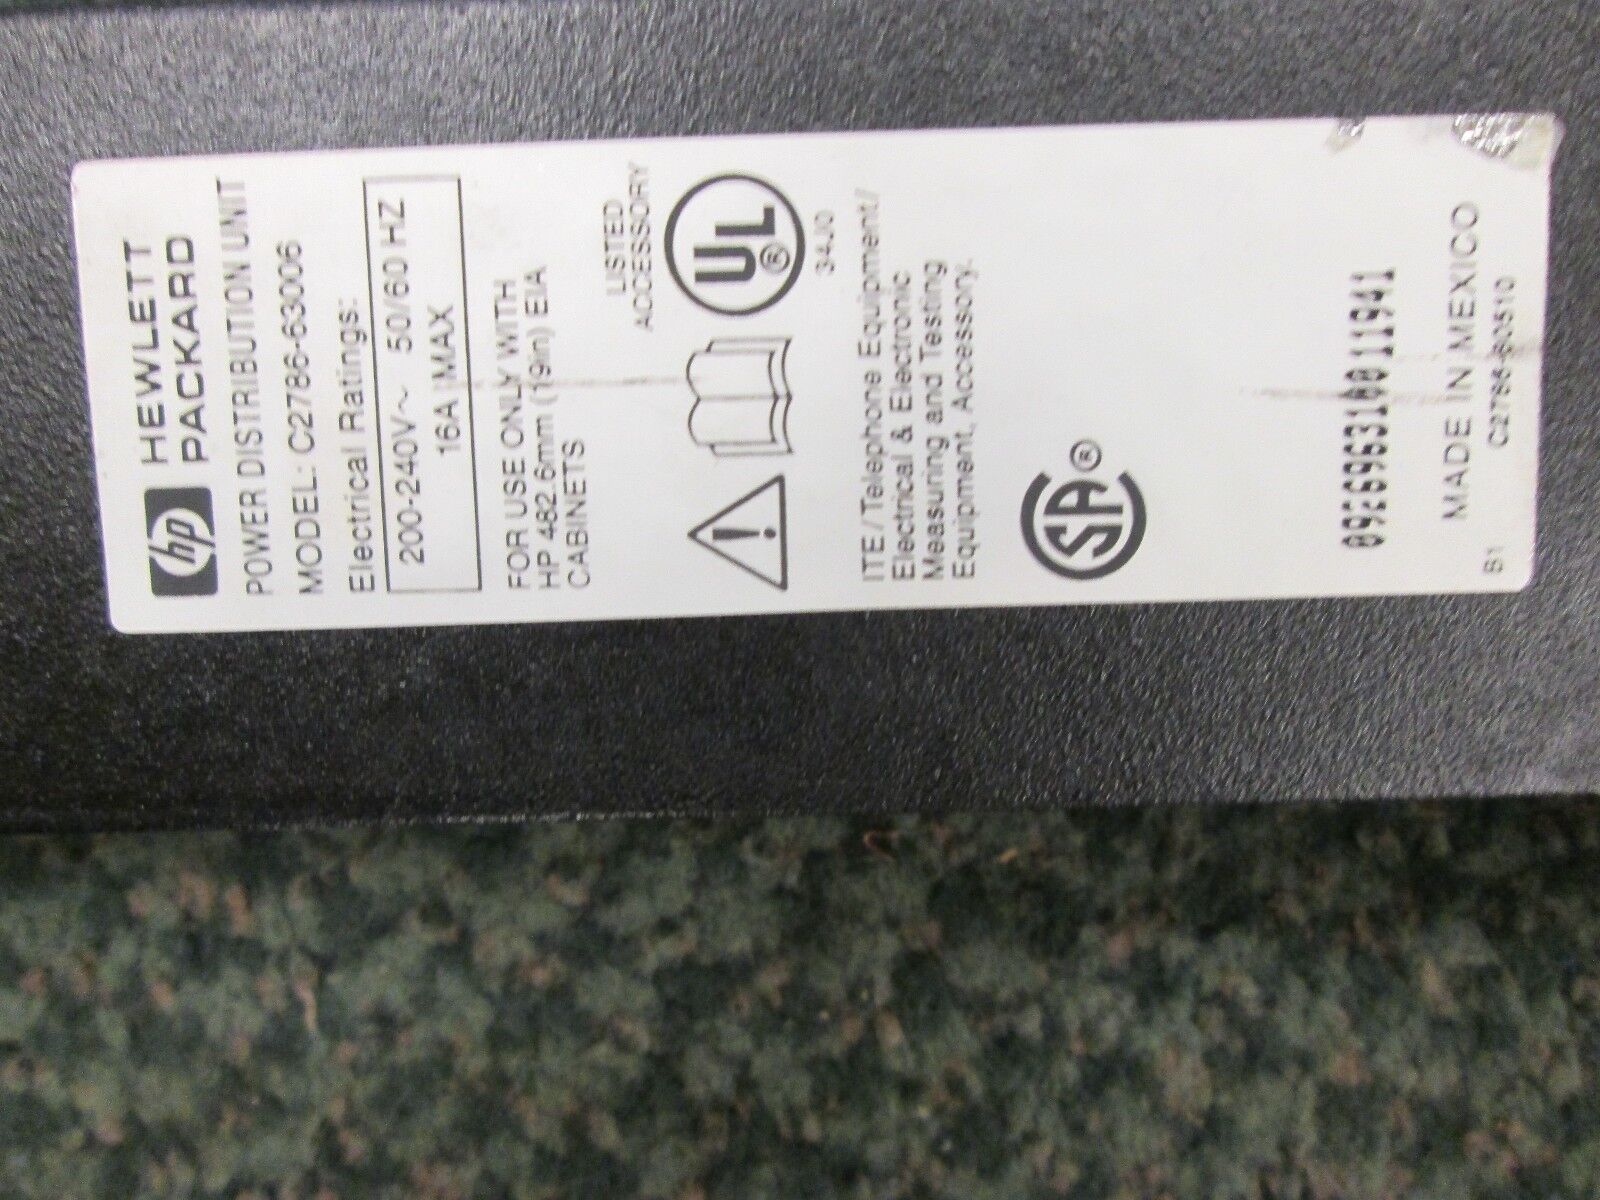 hp HEWLETT
PACKARD
POWER DISTRIBUTION UNIT
MODEL: C2786-63006
Electrical Ratings:
200-240V~ 50/60 HZ
16A MAX
FOR USE ONLY WITH
HP 482.6mm (19in) EIA
CABINETS
LISTED
ACCESSORY
UL ®
34J0
ITE/Telephone Equipment/
Electrical & Electronic
Measuring and Testing
Equipment, Accessory.
SA ®
MADE IN MEXICO
B1